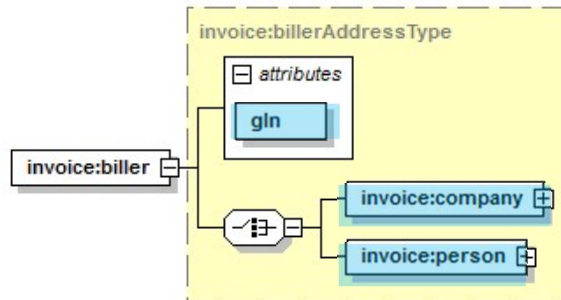 invoice:billerAddressType
attributes
gln
invoice:biller
invoice:company
invoice:person